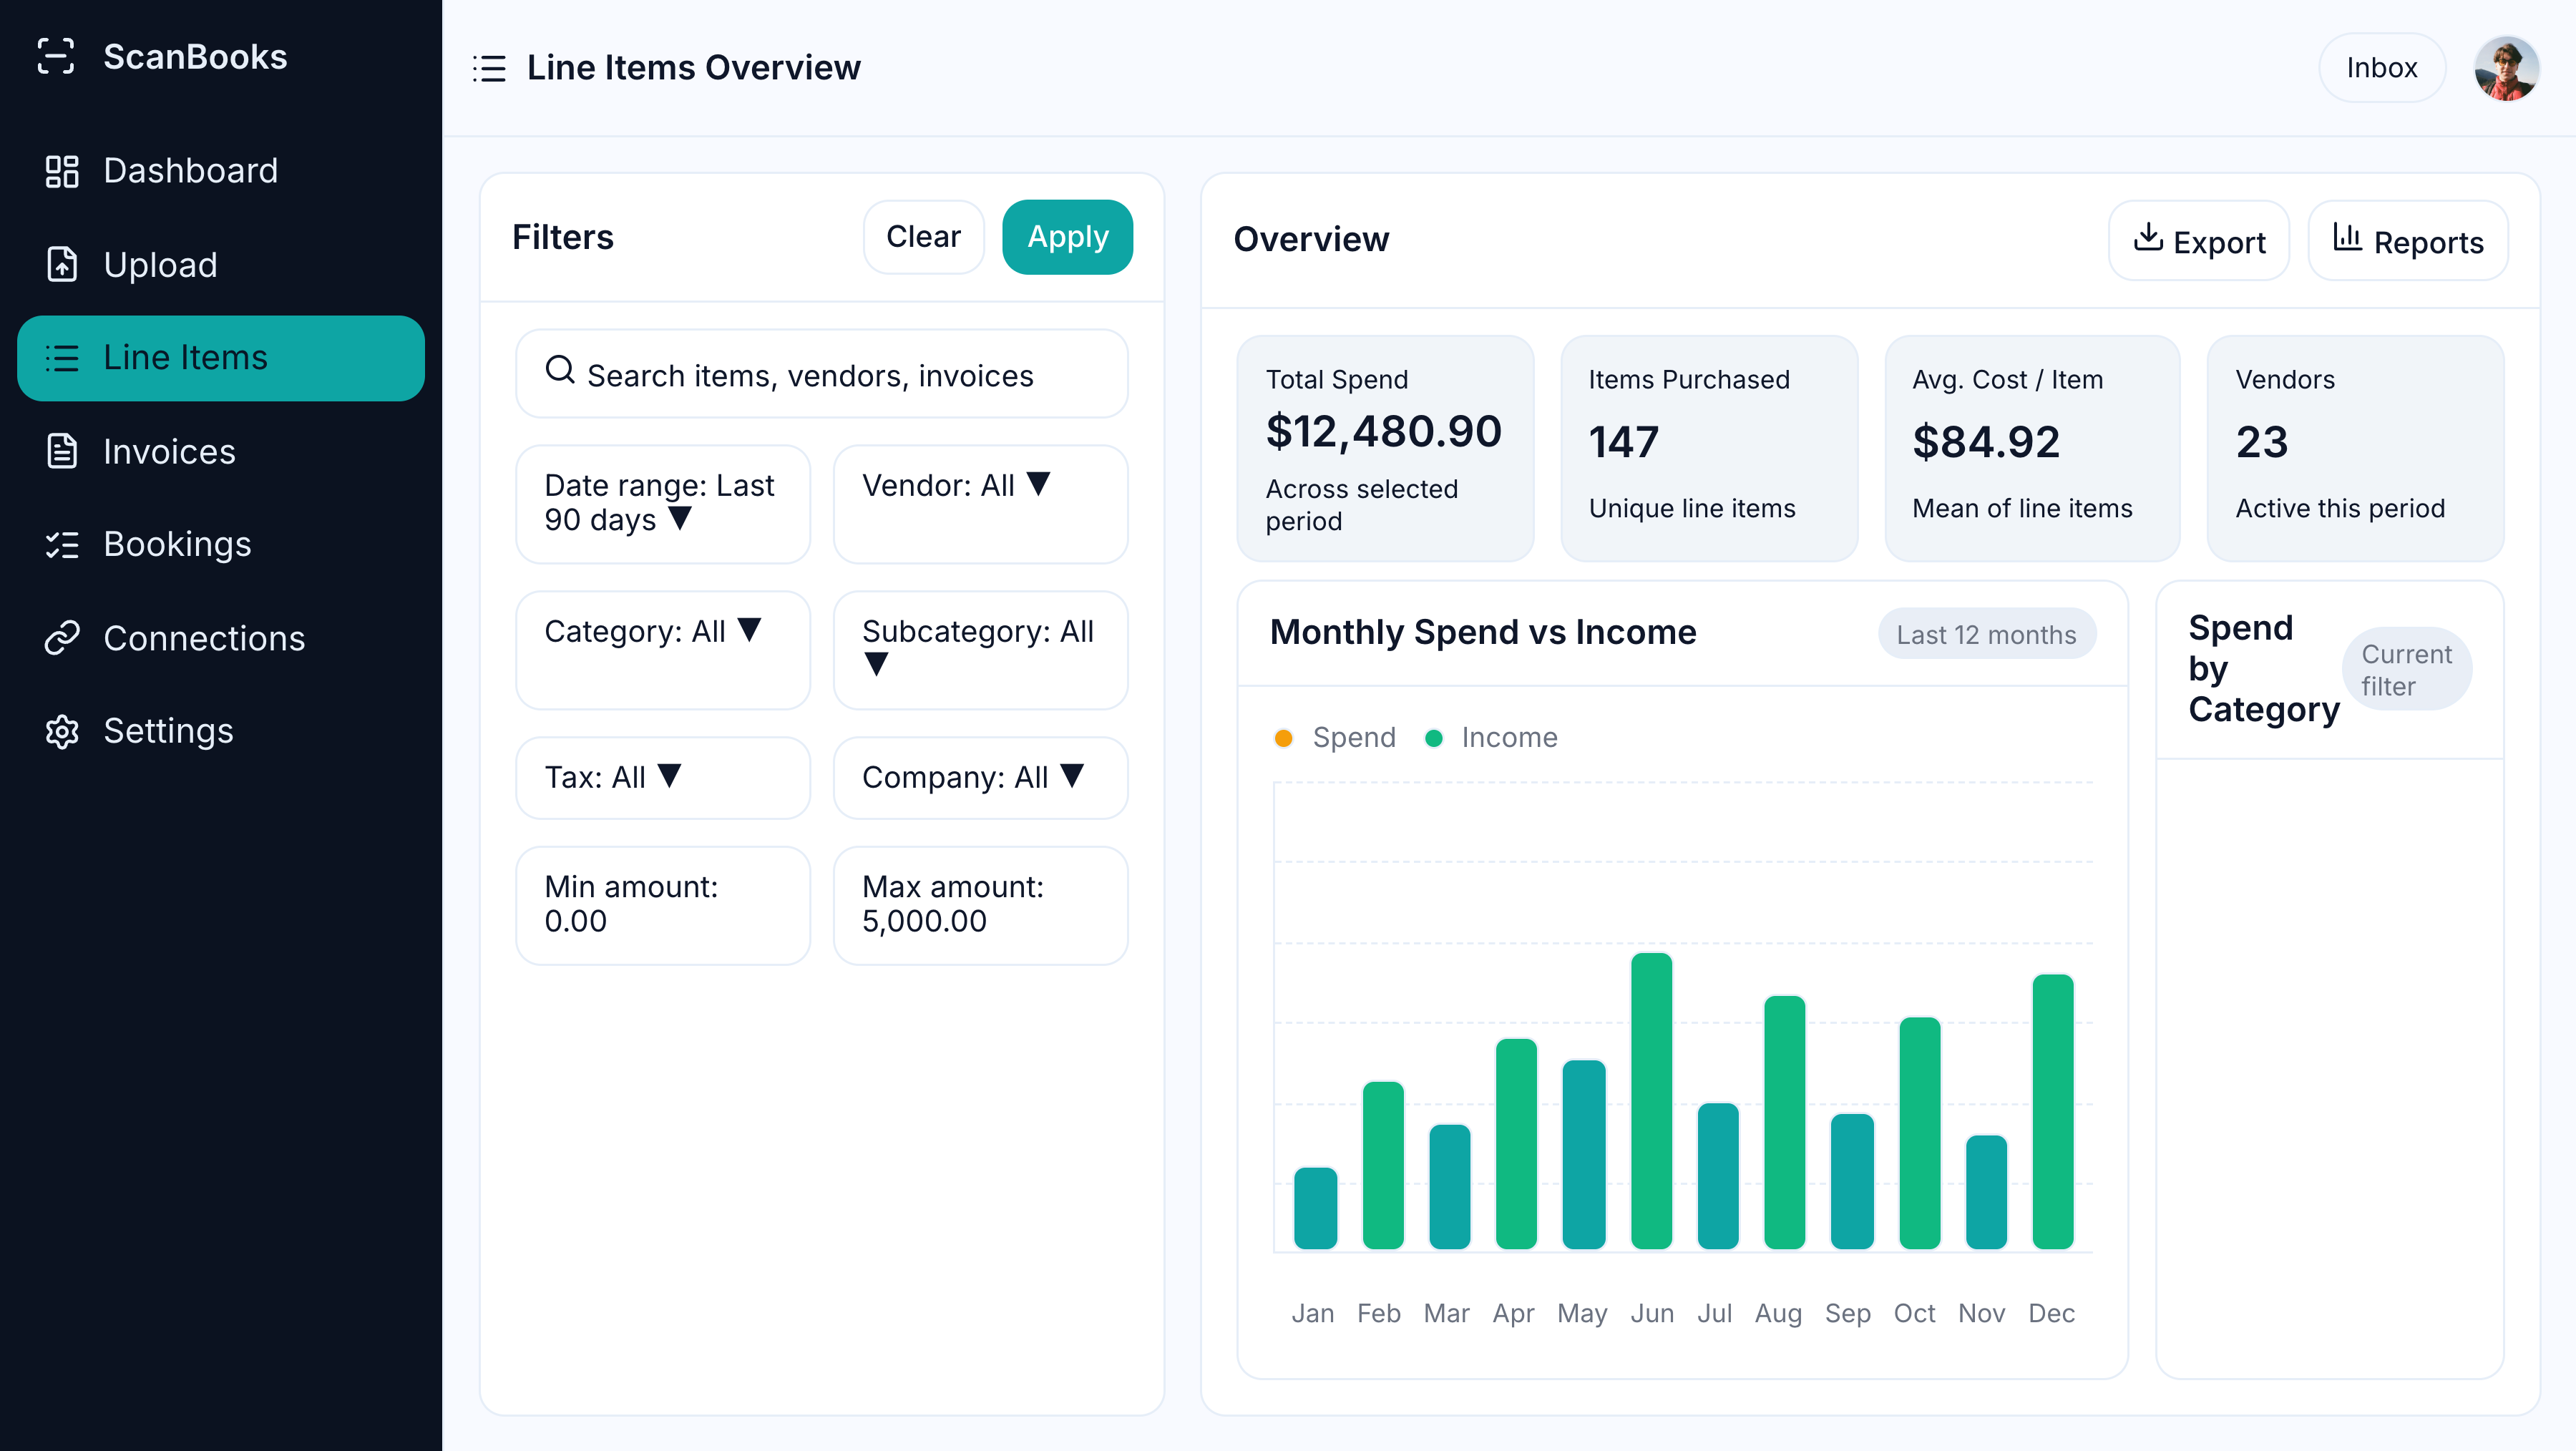 ScanBooks
Dashboard
Upload
Line Items
Invoices
Bookings
Connections
Settings
Line Items Overview
Inbox
Filters
Clear
Apply
Search items, vendors, invoices
Date range: Last
90 days ▼
Vendor: All ▼
Category: All ▼
Subcategory: All
▼
Tax: All ▼
Company: All ▼
Min amount:
0.00
Max amount:
5,000.00
Overview
Export
Reports
Total Spend
$12,480.90
Across selected
period
Items Purchased
147
Unique line items
Avg. Cost / Item
$84.92
Mean of line items
Vendors
23
Active this period
Monthly Spend vs Income
Last 12 months
Spend
Income
Jan Feb Mar Apr May Jun Jul Aug Sep Oct Nov Dec
Spend
by
Category
Current
filter